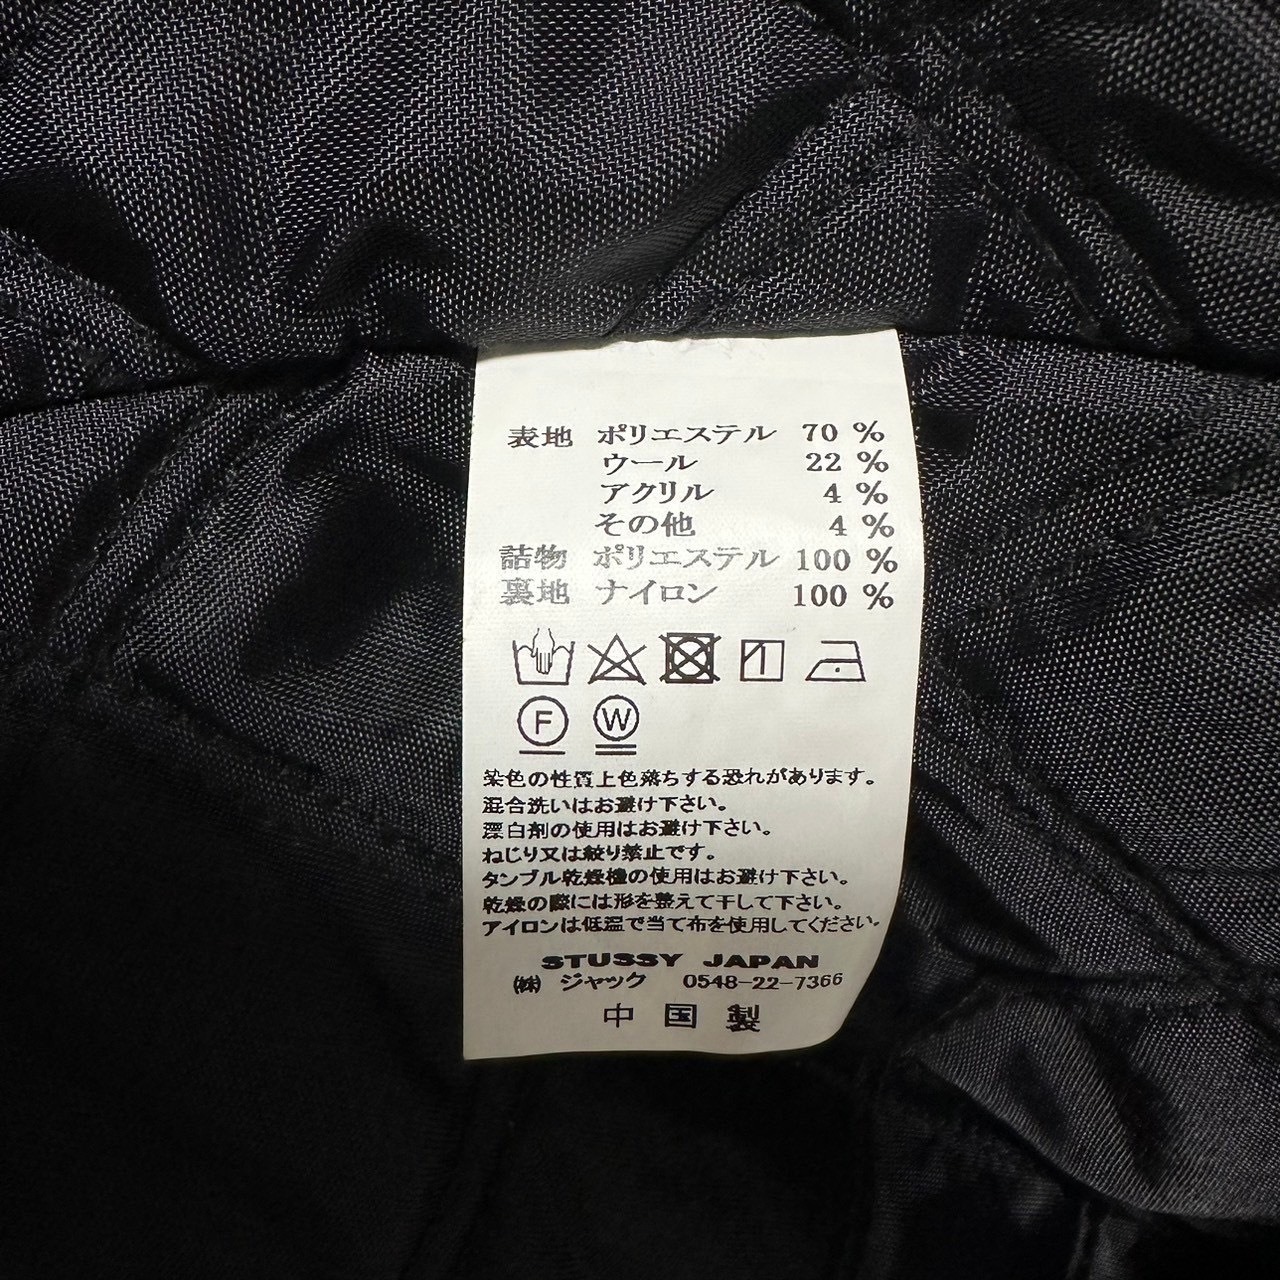 表地 ポリエステル 70 %
ウール 22 %
アクリル 4 %
その他 4 %
詰物 ポリエステル 100 %
裏地 ナイロン 100 %
F W
染色の性質上色落ちする恐れがあります。
混合洗いはお避け下さい。
漂白剤の使用はお避け下さい。
ねじり又は絞り禁止です。
タンブル乾燥機の使用はお避け下さい。
乾燥の際には形を整えて干して下さい。
アイロンは低温で当て布を使用してください。
STUSSY JAPAN
㈱ ジャック 0548-22-7366
中国製